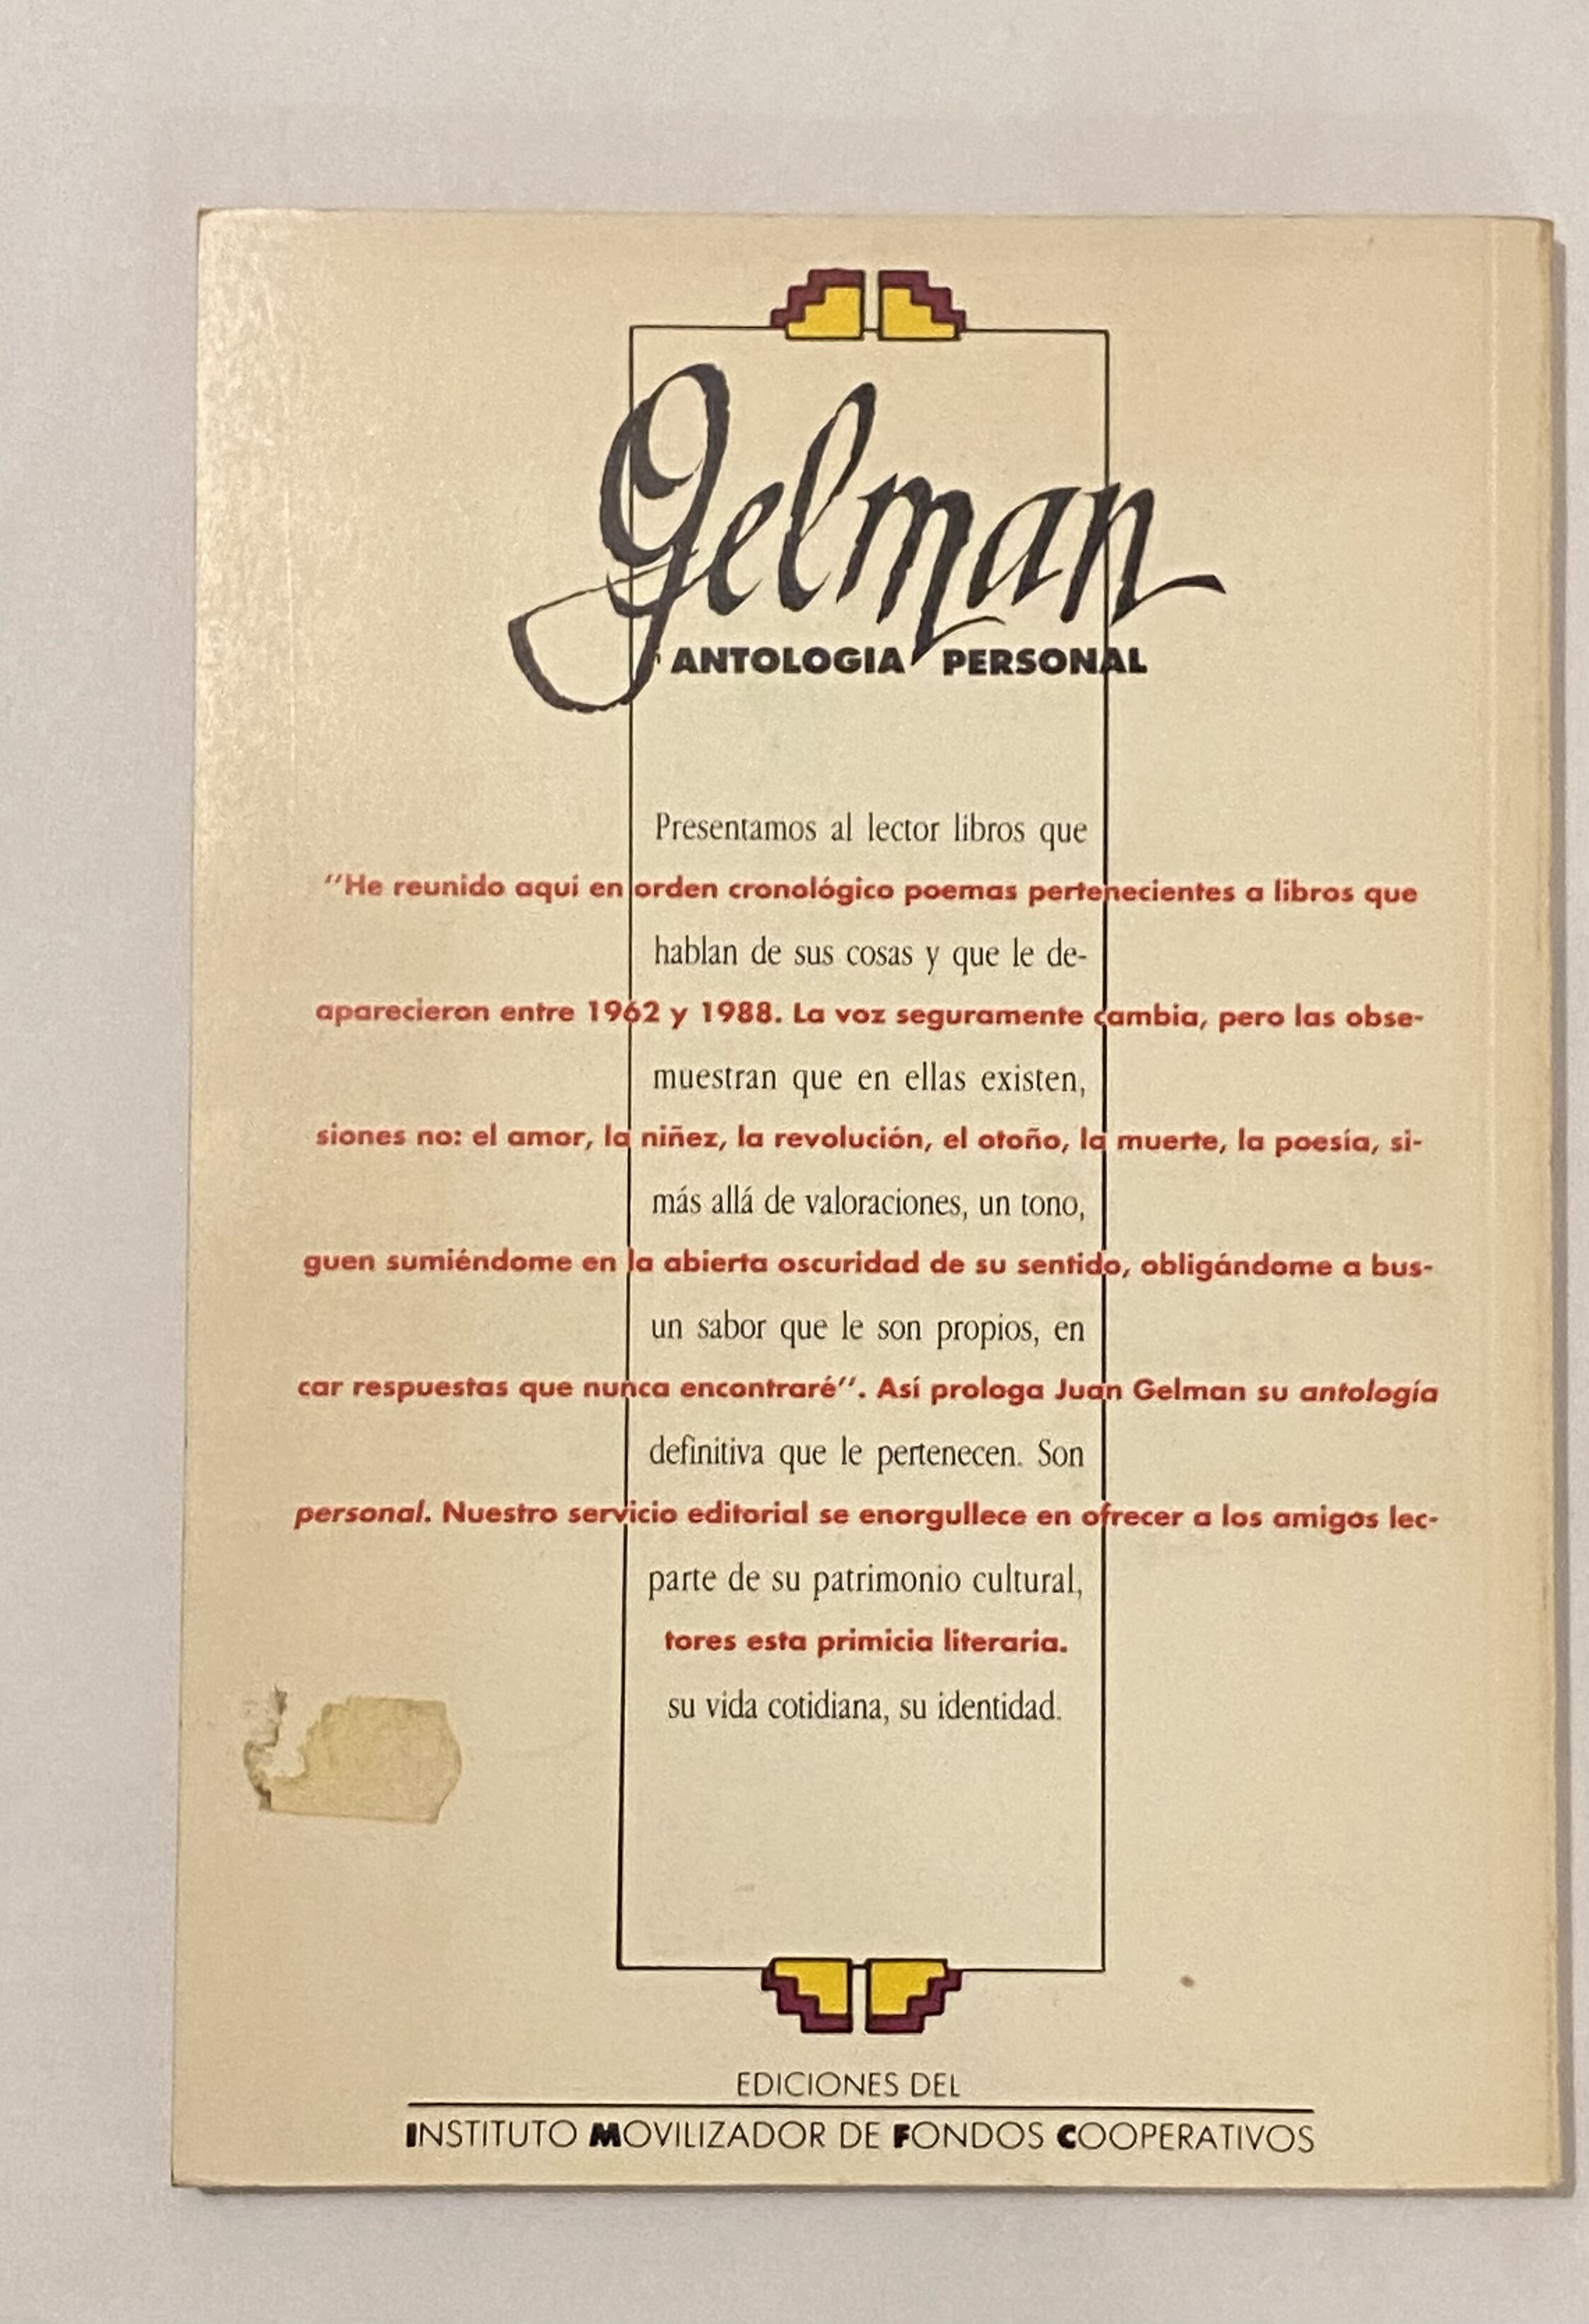 Gelman
ANTOLOGIA PERSONAL
Presentamos al lector libros que
"He reunido aquí en orden cronológico poemas pertenecientes a libros que
hablan de sus cosas y que le de-
aparecieron entre 1962 y 1988. La voz seguramente cambia, pero las obse-
muestran que en ellas existen,
siones no: el amor, la niñez, la revolución, el otoño, la muerte, la poesía, si-
más allá de valoraciones, un tono,
guen sumiéndome en la abierta oscuridad de su sentido, obligándome a bus-
un sabor que le son propios, en
car respuestas que nunca encontraré". Así prologa Juan Gelman su antología
definitiva que le pertenecen. Son
personal. Nuestro servicio editorial se enorgullece en ofrecer a los amigos lec-
parte de su patrimonio cultural,
tores esta primicia literaria.
su vida cotidiana, su identidad.
EDICIONES DEL
INSTITUTO MOVILIZADOR DE FONDOS COOPERATIVOS